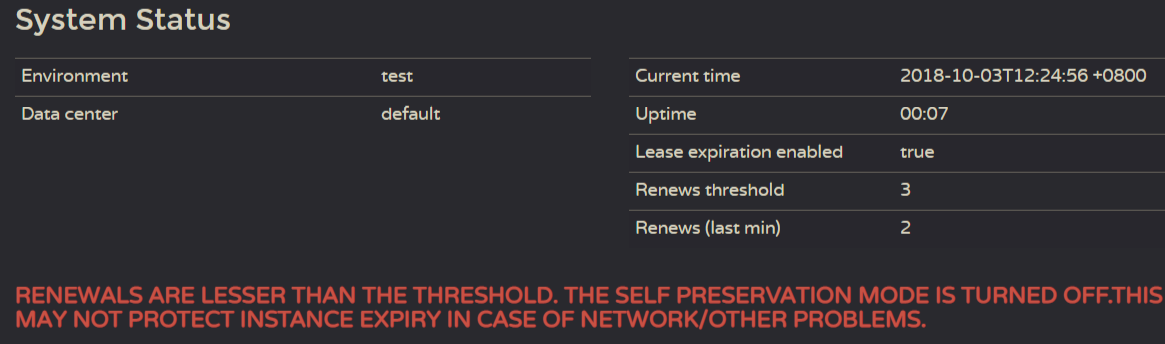 System Status
Environment test
Data center default
Current time 2018-10-03T12:24:56 +0800
Uptime 00:07
Lease expiration enabled true
Renews threshold 3
Renews (last min) 2
RENEWALS ARE LESSER THAN THE THRESHOLD. THE SELF PRESERVATION MODE IS TURNED OFF.THIS
MAY NOT PROTECT INSTANCE EXPIRY IN CASE OF NETWORK/OTHER PROBLEMS.